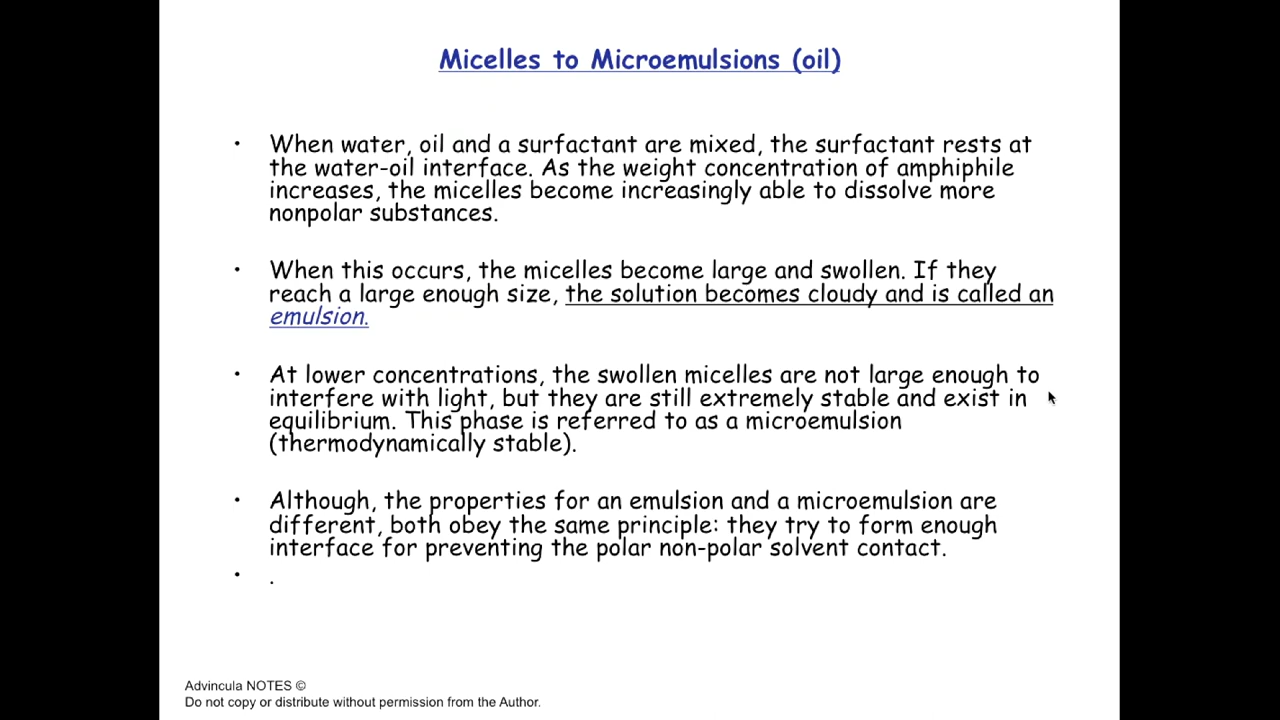 Micelles to Microemulsions (oil)
• When water, oil and a surfactant are mixed, the surfactant rests at
the water-oil interface. As the weight concentration of amphiphile
increases, the micelles become increasingly able to dissolve more
nonpolar substances.
• When this occurs, the micelles become large and swollen. If they
reach a large enough size, the solution becomes cloudy and is called an
emulsion.
• At lower concentrations, the swollen micelles are not large enough to
interfere with light, but they are still extremely stable and exist in
equilibrium. This phase is referred to as a microemulsion
(thermodynamically stable).
• Although, the properties for an emulsion and a microemulsion are
different, both obey the same principle: they try to form enough
interface for preventing the polar non-polar solvent contact.
• .
Advincula NOTES ©
Do not copy or distribute without permission from the Author.